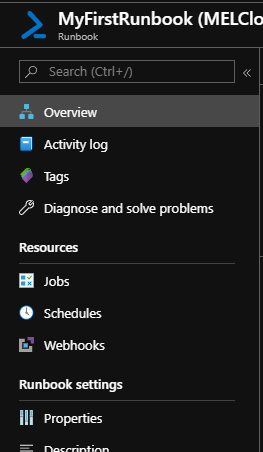 MyFirstRunbook (MELClo
Runbook
Search (Ctrl+/)
Overview
Activity log
Tags
Diagnose and solve problems
Resources
Jobs
Schedules
Webhooks
Runbook settings
Properties
Description